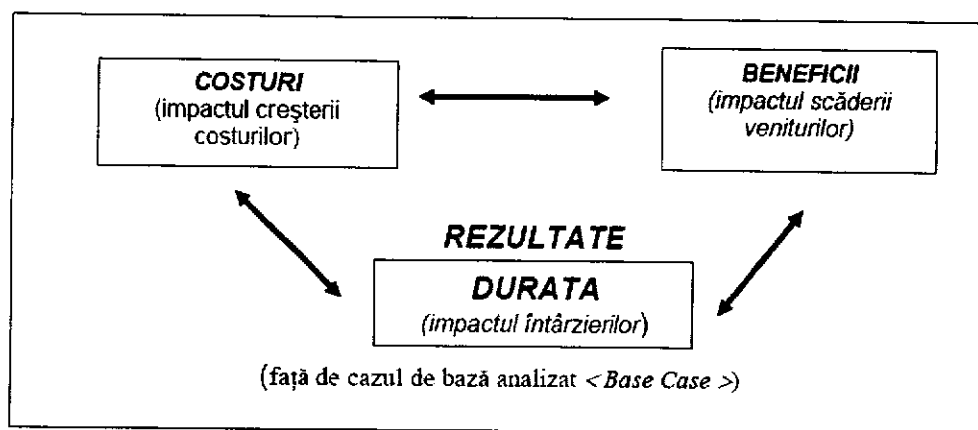 COSTURI
(impactul creşterii
costurilor)
BENEFICII
(impactul scăderii
veniturilor)
REZULTATE
DURATA
(impactul întârzierilor)
(faţă de cazul de bază analizat < Base Case >)